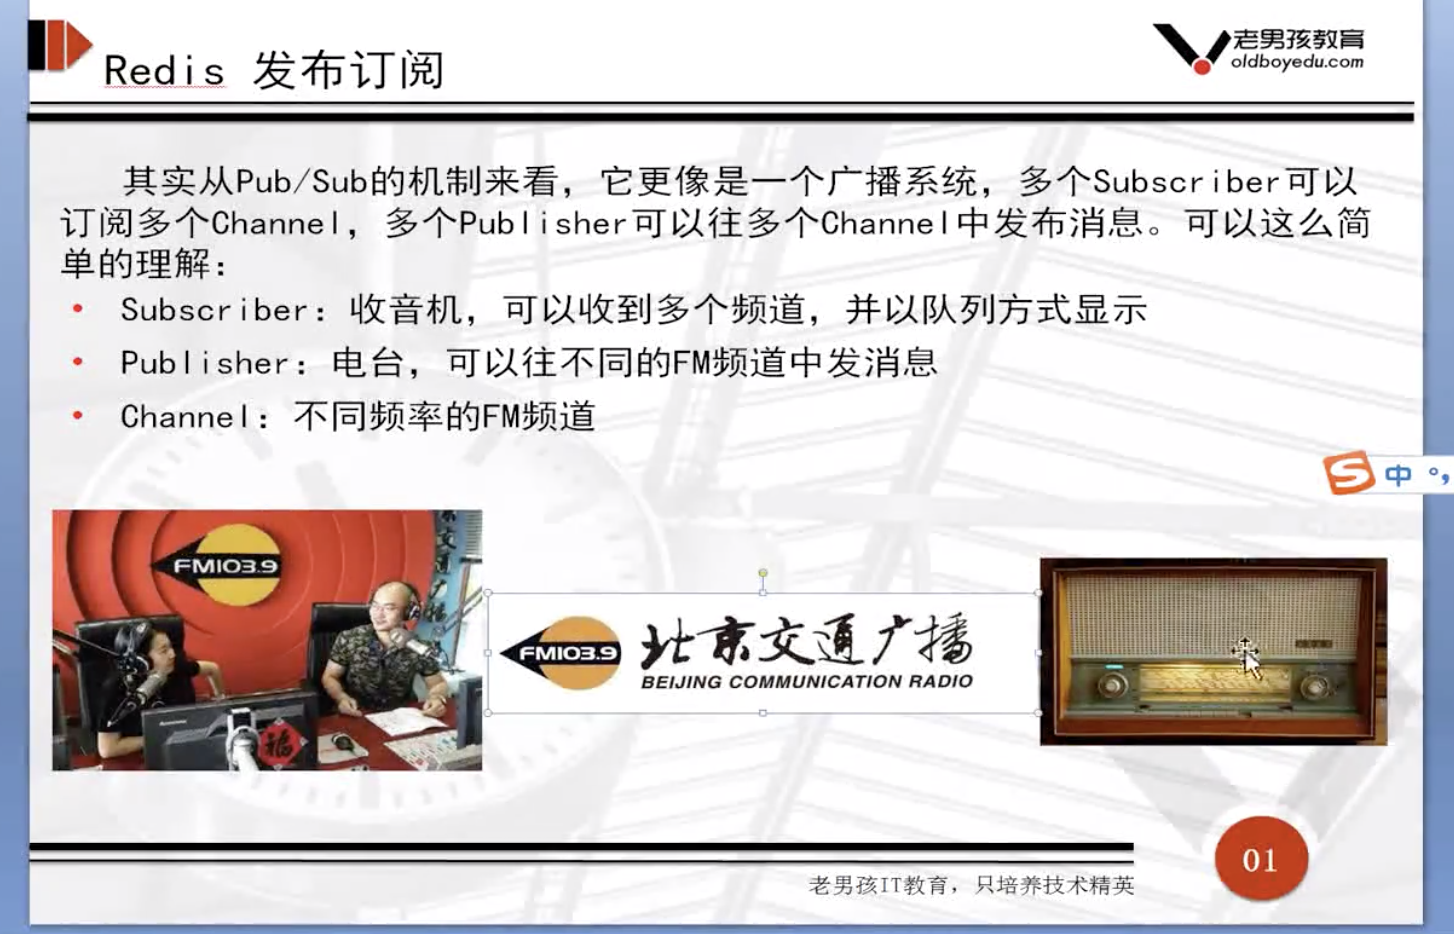 Redis 发布订阅
老男孩教育
oldboyedu.com
其实从Pub/Sub的机制来看，它更像是一个广播系统，多个Subscriber可以
订阅多个Channel，多个Publisher可以往多个Channel中发布消息。可以这么简
单的理解：
• Subscriber：收音机，可以收到多个频道，并以队列方式显示
• Publisher：电台，可以往不同的FM频道中发消息
• Channel：不同频率的FM频道
中 °,
FM103.9
福
FM103.9
北京交通广播
BEIJING COMMUNICATION RADIO
01
老男孩IT教育，只培养技术精英